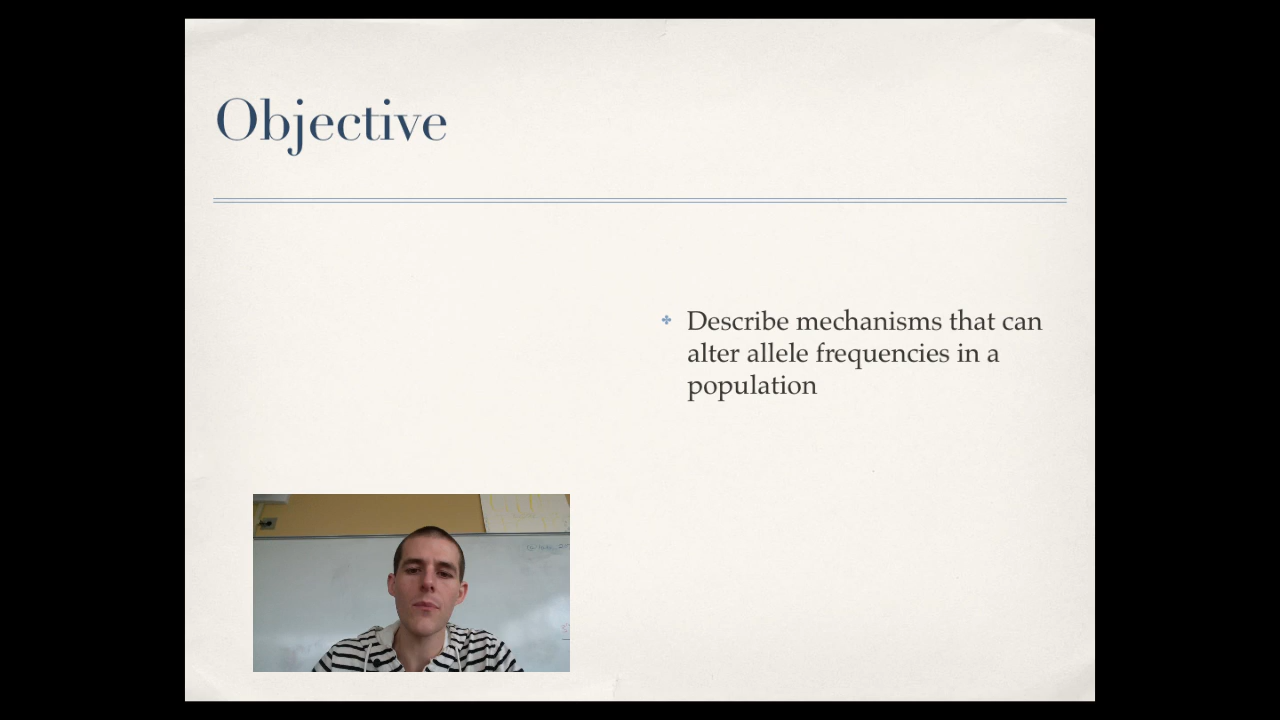 Objective
Describe mechanisms that can
alter allele frequencies in a
population